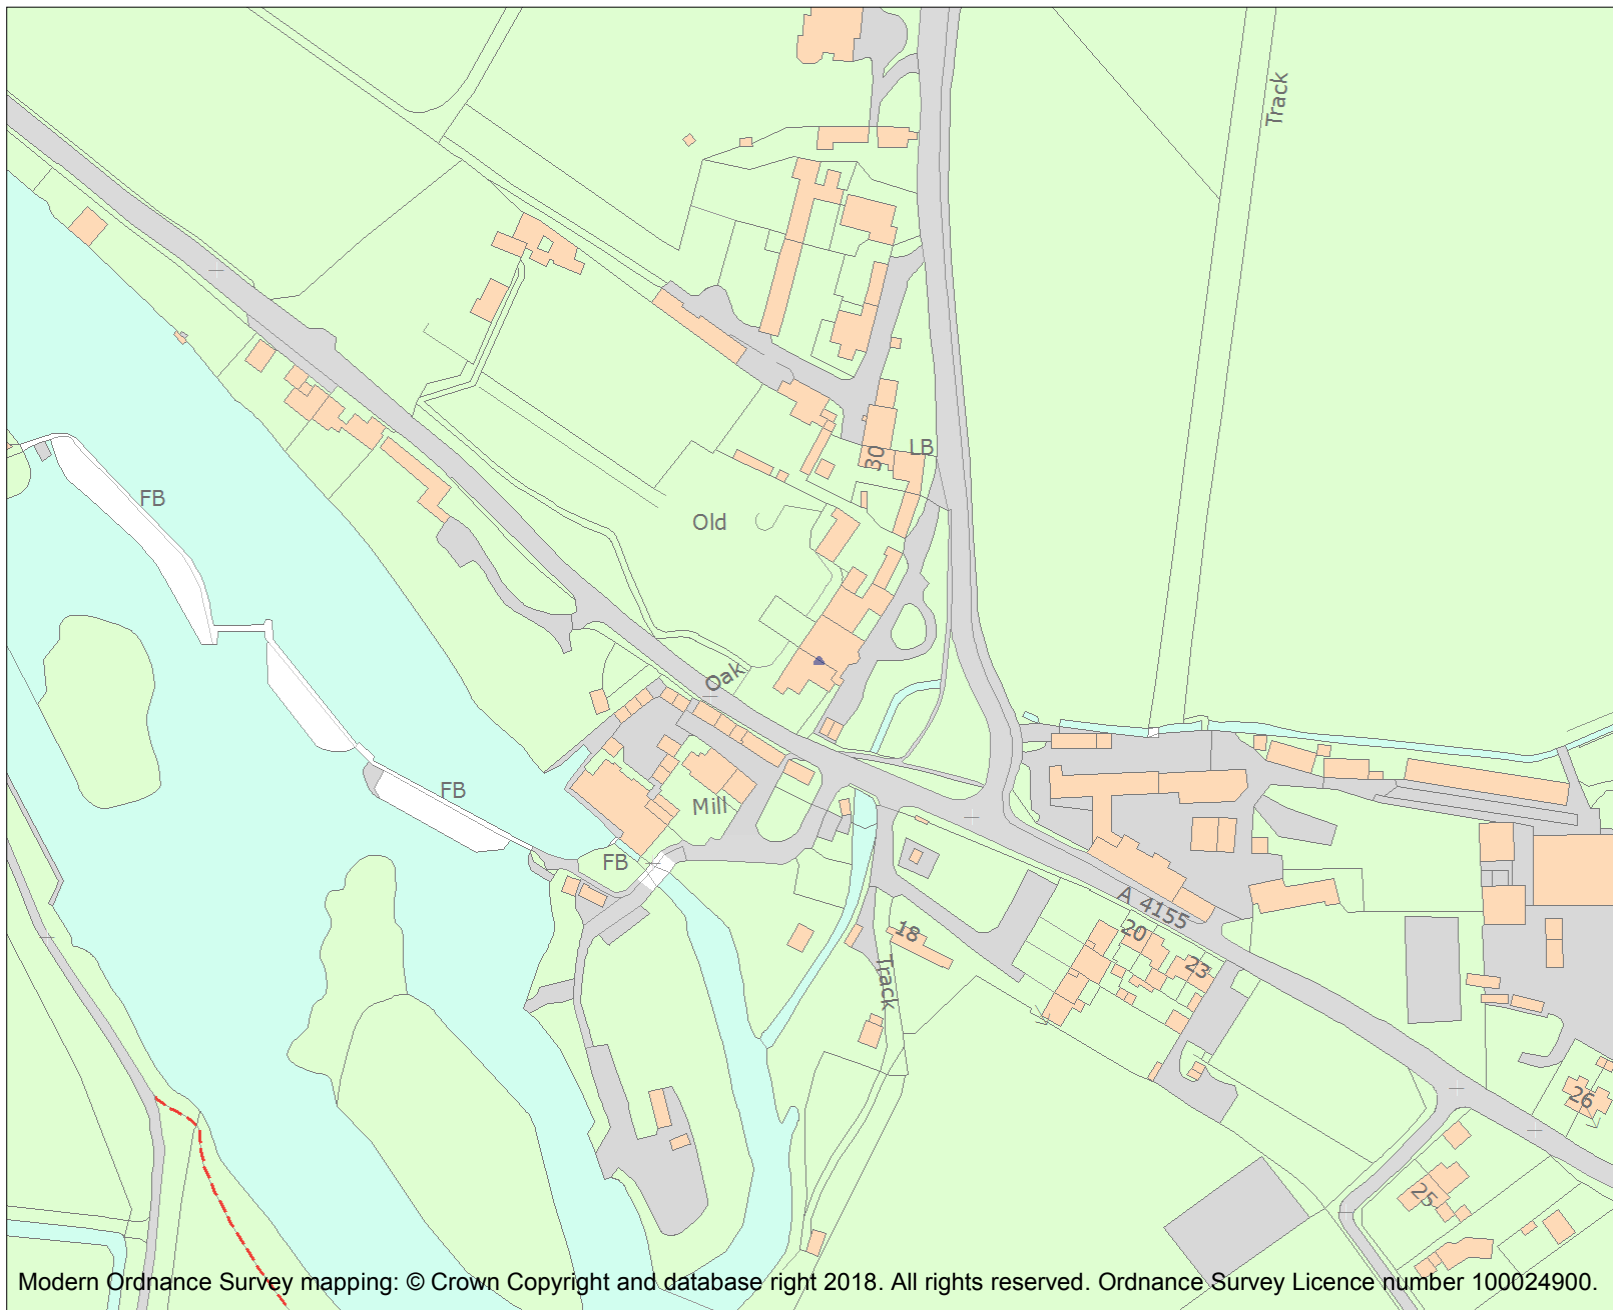 Track
LB
30
FB
Old
Oak
FB
Mill
FB
A 4155
18
20
23
Track
26
25
Modern Ordnance Survey mapping: © Crown Copyright and database right 2018. All rights reserved. Ordnance Survey Licence number 100024900.